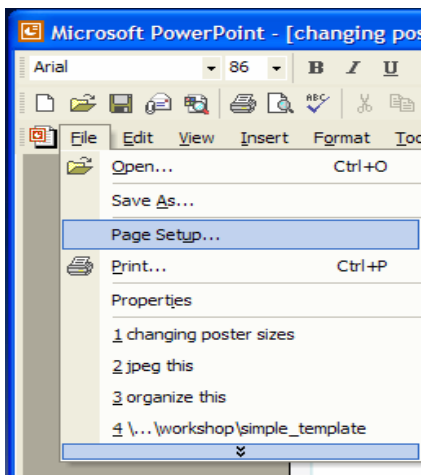 Microsoft PowerPoint - [changing pos
Arial 86 B I U
ABC
File Edit View Insert Format Too
Open... Ctrl+O
Save As...
Page Setup...
Print... Ctrl+P
Properties
1 changing poster sizes
2 jpeg this
3 organize this
4 \...\workshop\simple_template